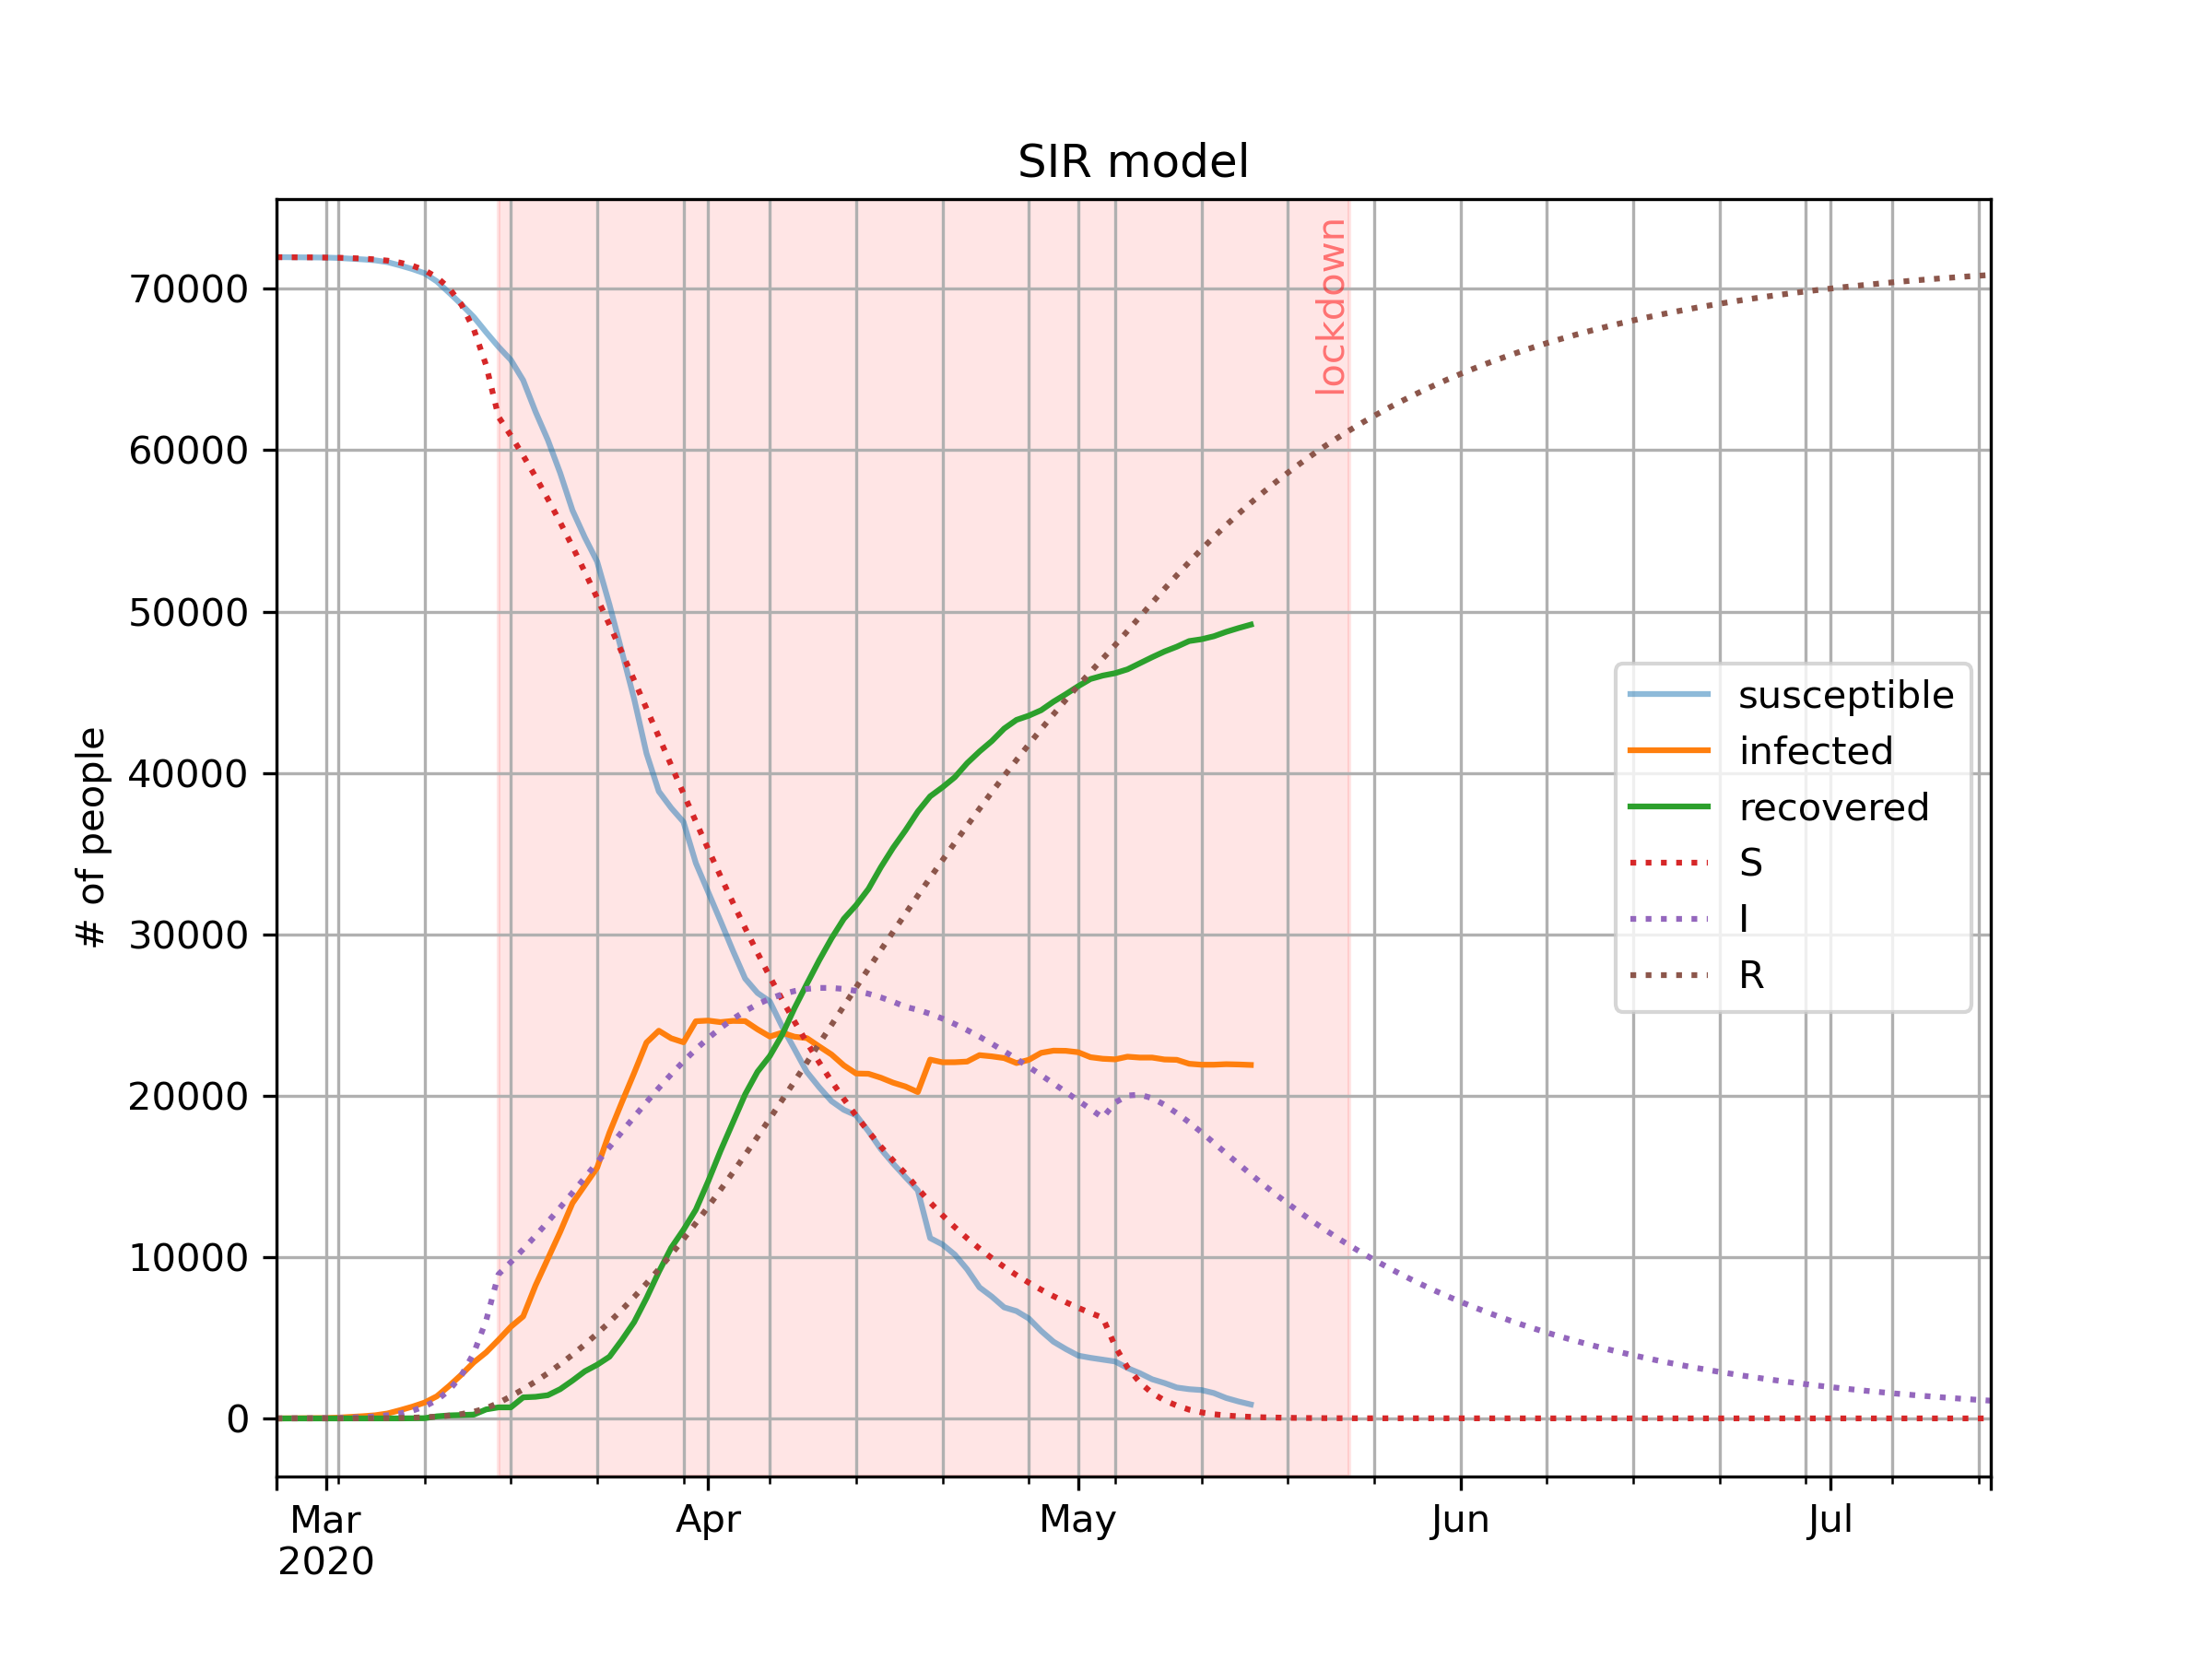 SIR model
lockdown
# of people
70000
60000
50000
40000
30000
20000
10000
0
susceptible
infected
recovered
S
I
R
Mar
2020
Apr
May
Jun
Jul